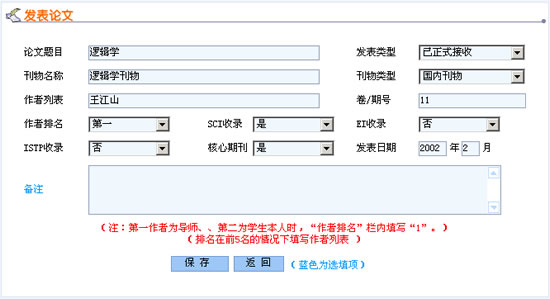 发表论文
论文题目 逻辑学 发表类型 已正式接收
刊物名称 逻辑学刊物 刊物类型 国内刊物
作者列表 王江山 卷/期号 11
作者排名 第一 SCI收录 是 EI收录 否
ISTP收录 否 核心期刊 是 发表日期 2002 年 2 月
备注
(注：第一作者为导师、、第二为学生本人时，“作者排名”栏内填写“1”。)
(排名在前5名的情况下填写作者列表 )
保 存 返 回 (蓝色为选填项)